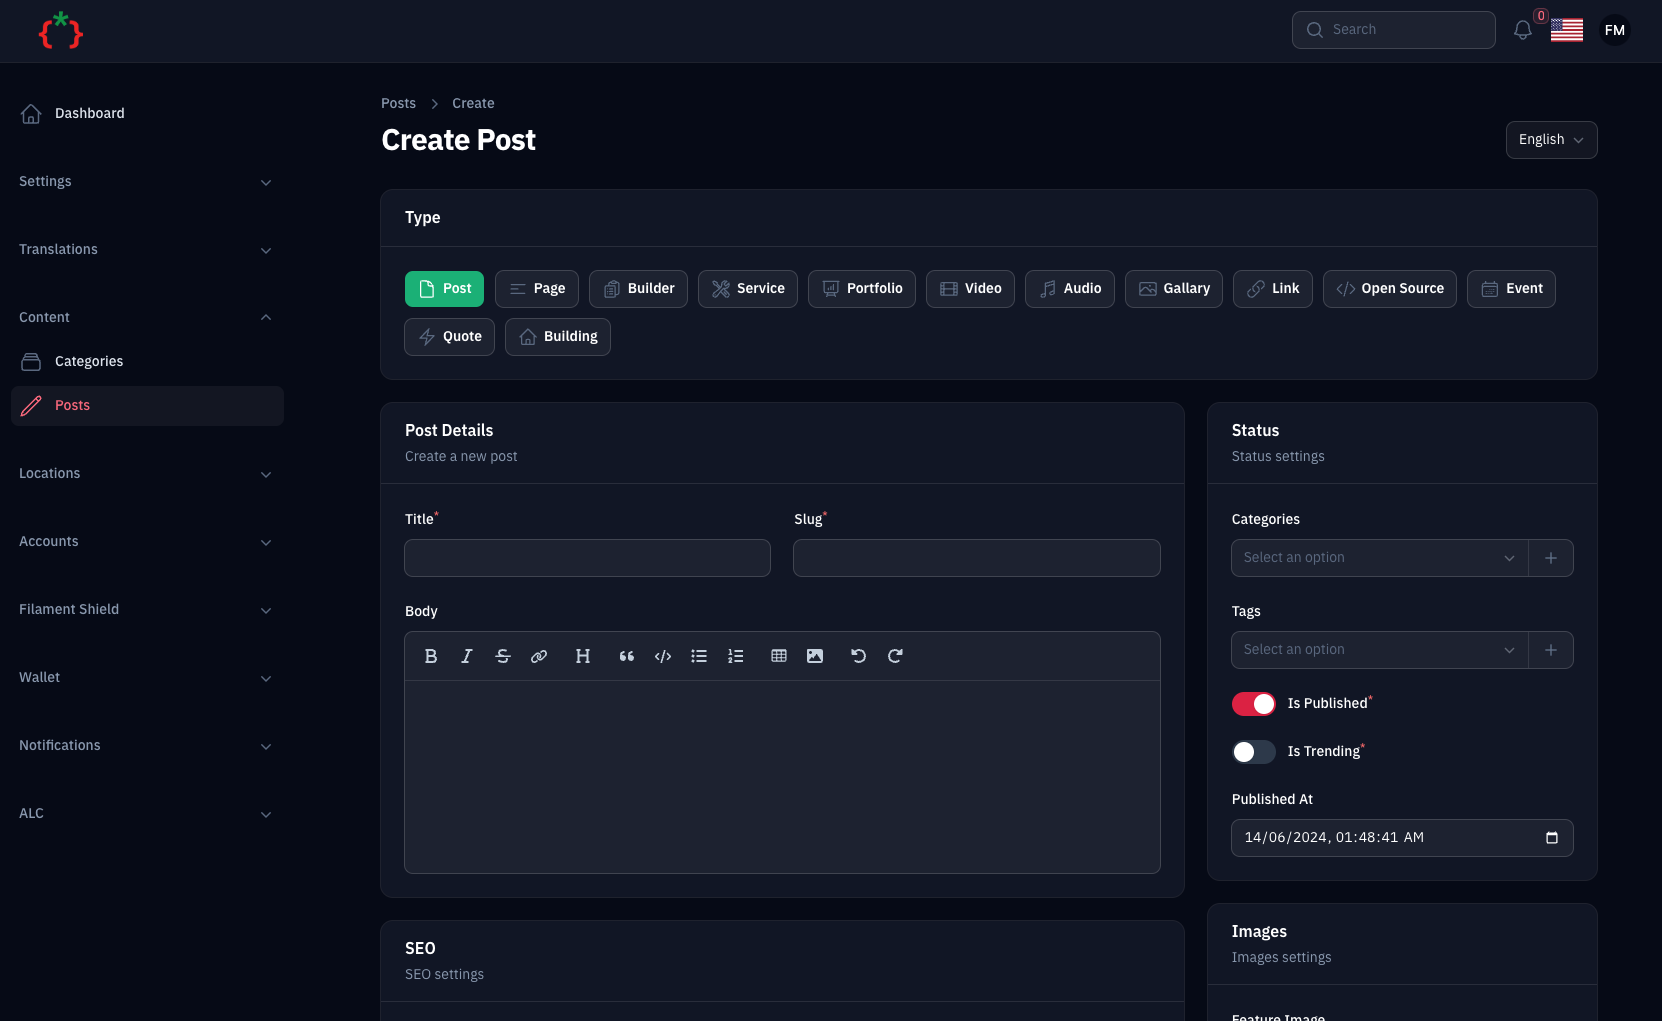 {*}
Search
0
FM
Dashboard
Settings
Translations
Content
Categories
Posts
Locations
Accounts
Filament Shield
Wallet
Notifications
ALC
Posts > Create
Create Post
English
Type
Post Page Builder Service Portfolio Video Audio Gallary Link Open Source Event
Quote Building
Post Details
Create a new post
Title*
Slug*
Body
SEO
SEO settings
Status
Status settings
Categories
Select an option
Tags
Select an option
Is Published*
Is Trending*
Published At
14/06/2024, 01:48:41 AM
Images
Images settings
Feature Image